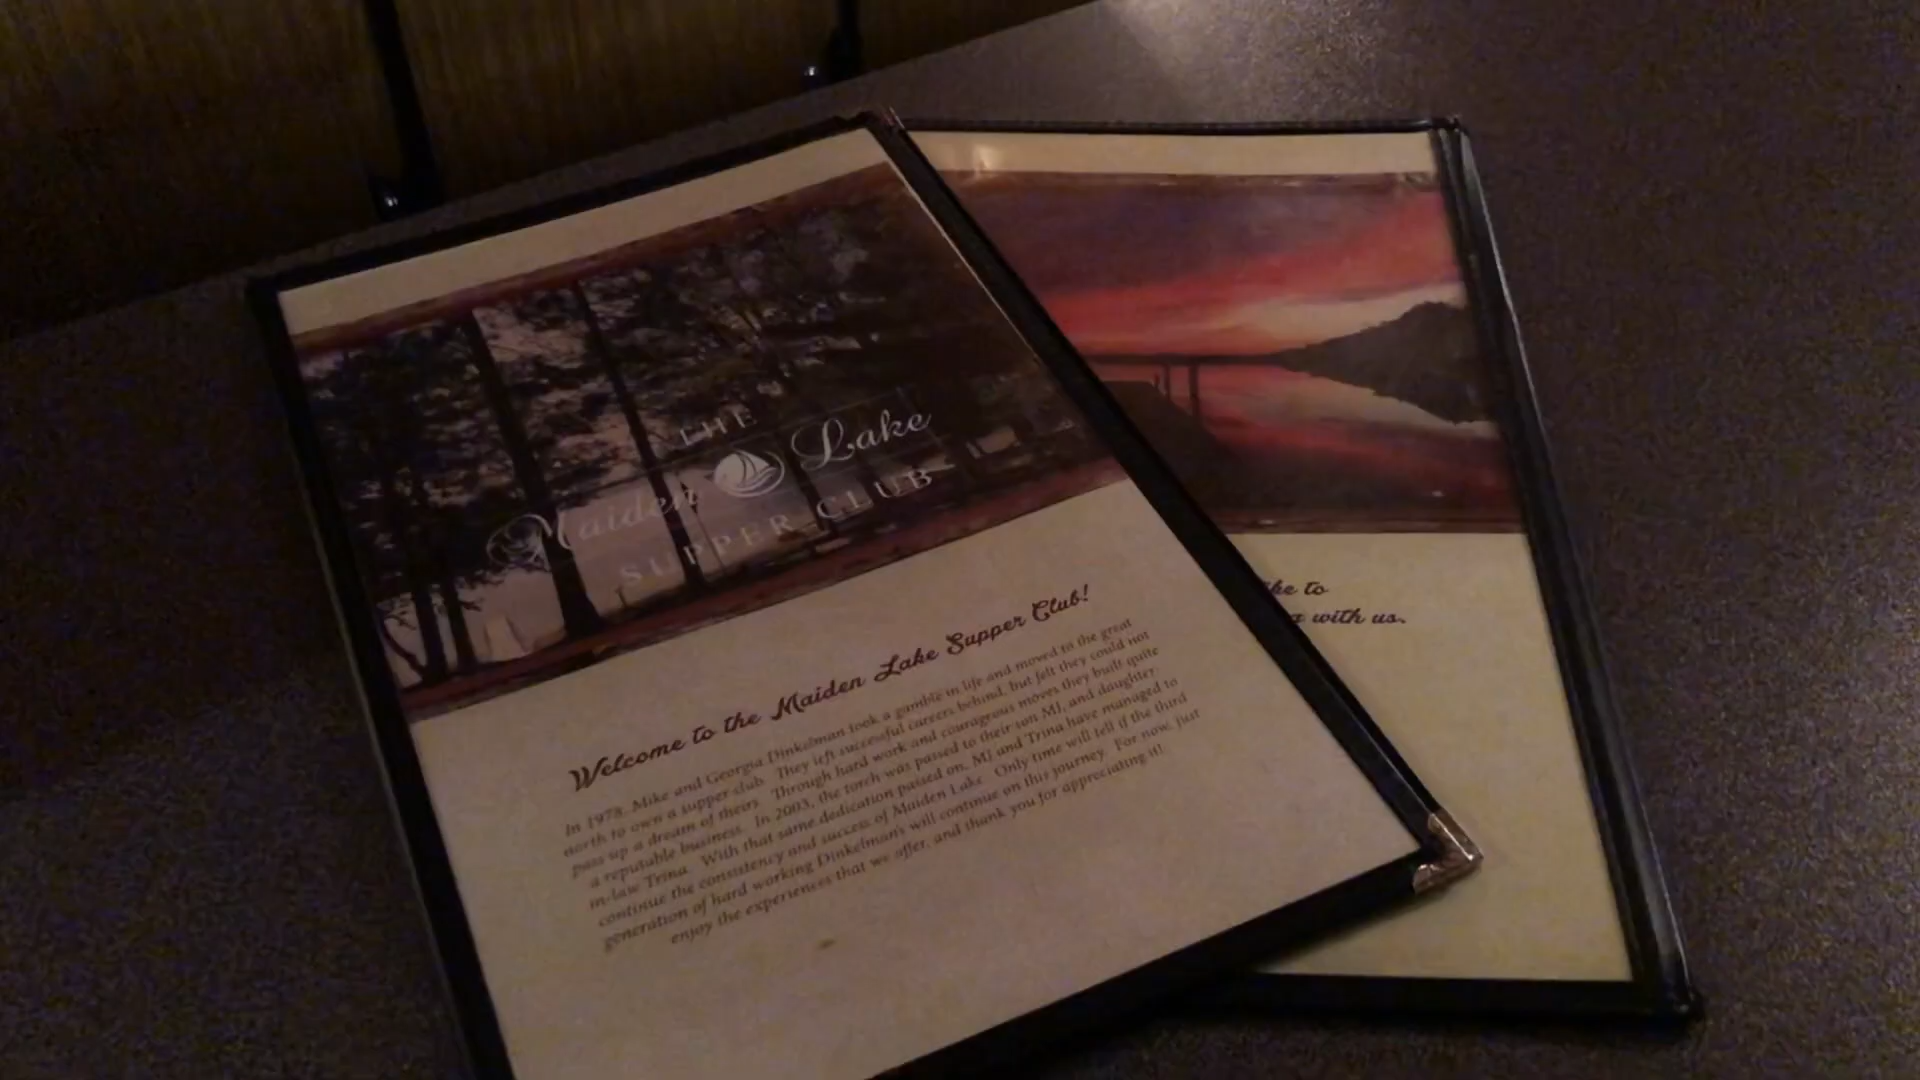 THE
Maiden Lake
SUPPER CLUB
Welcome to the Maiden Lake Supper Club!
In 1978, Mike and Georgia Dinkelman took a gamble in life and moved to the great
north to own a supper club. They left successful careers behind, but felt they could not
pass up a dream of theirs. Through hard work and courageous moves they built quite
a reputable business. In 2003, the torch was passed to their son MJ, and daughter-
in-law Trina. With that same dedication passed on, MJ and Trina have managed to
continue the consistency and success of Maiden Lake. Only time will tell if the third
generation of hard working Dinkelman's will continue on this journey. For now, just
enjoy the experiences that we offer, and thank you for appreciating it!
to
with us.